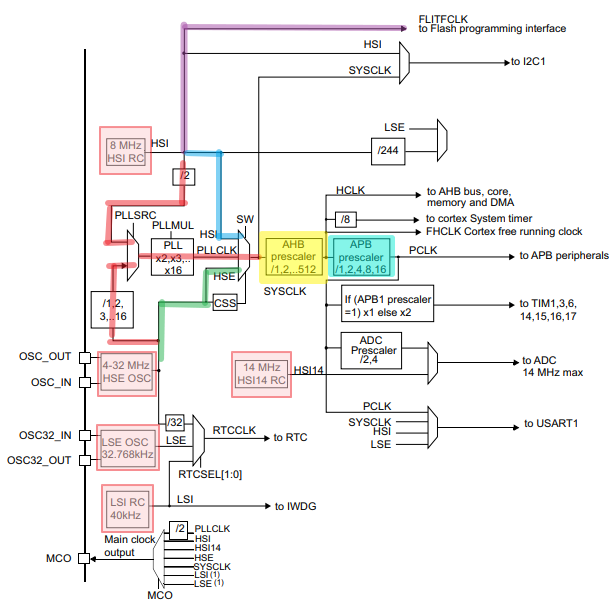 FLITFCLK
to Flash programming interface
HSI
SYSCLK
to I2C1
LSE
/244
8 MHz
HSI RC
HSI
/2
HCLK
to AHB bus, core,
memory and DMA
/8
to cortex System timer
FHCLK Cortex free running clock
PLLSRC
PLLMUL
PLL
x2,x3,..
x16
SW
HSI
PLLCLK
HSE
AHB
prescaler
/1,2,..512
APB
prescaler
/1,2,4,8,16
PCLK
to APB peripherals
SYSCLK
CSS
/1,2,
3,..16
If (APB1 prescaler
=1) x1 else x2
to TIM1,3,6,
14,15,16,17
OSC_OUT
OSC_IN
4-32 MHz
HSE OSC
14 MHz
HSI14 RC
HSI14
ADC
Prescaler
/2,4
to ADC
14 MHz max
OSC32_IN
OSC32_OUT
LSE OSC
32.768kHz
/32
LSE
RTCCLK
to RTC
RTCSEL[1:0]
PCLK
SYSCLK
HSI
LSE
to USART1
LSI RC
40kHz
LSI
to IWDG
MCO
Main clock
output
/2
PLLCLK
HSI
HSI14
HSE
SYSCLK
LSI (1)
LSE (1)
MCO